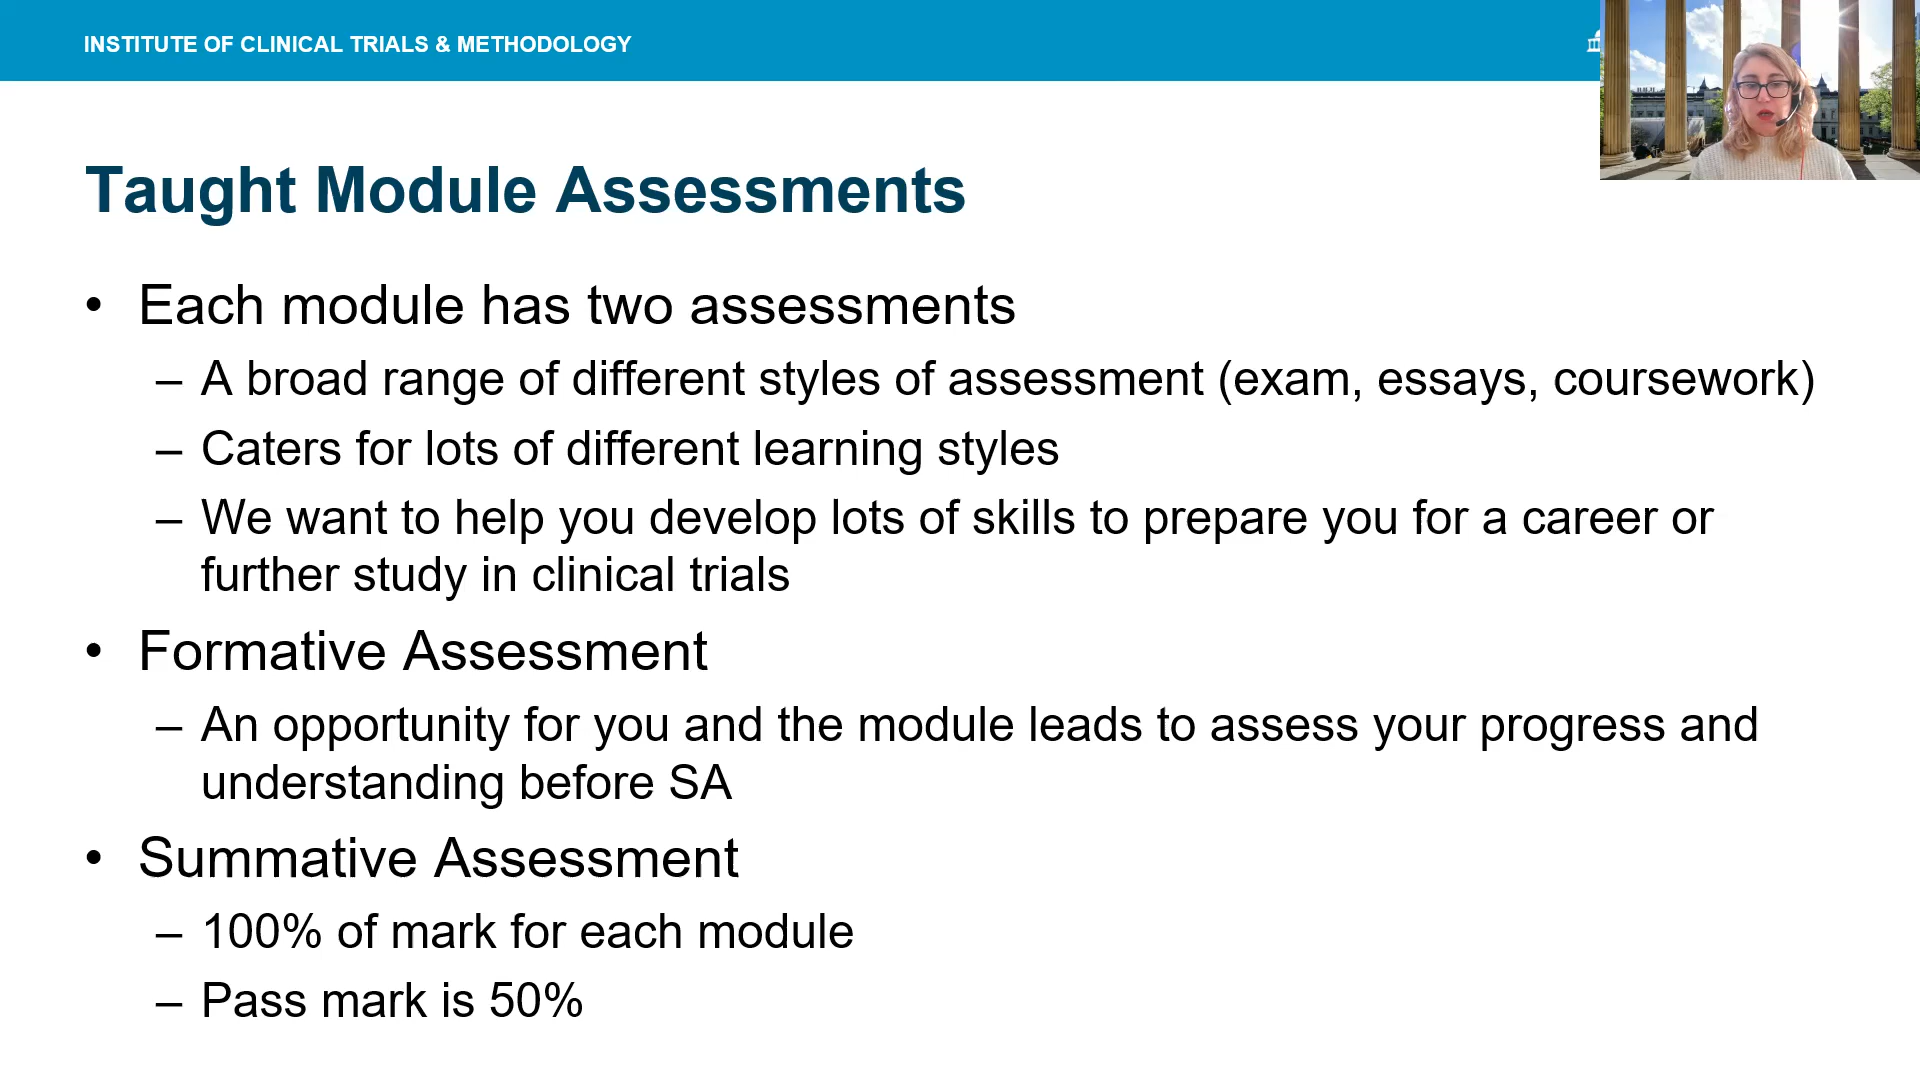 INSTITUTE OF CLINICAL TRIALS & METHODOLOGY
Taught Module Assessments
• Each module has two assessments
– A broad range of different styles of assessment (exam, essays, coursework)
– Caters for lots of different learning styles
– We want to help you develop lots of skills to prepare you for a career or
further study in clinical trials
• Formative Assessment
– An opportunity for you and the module leads to assess your progress and
understanding before SA
• Summative Assessment
– 100% of mark for each module
– Pass mark is 50%